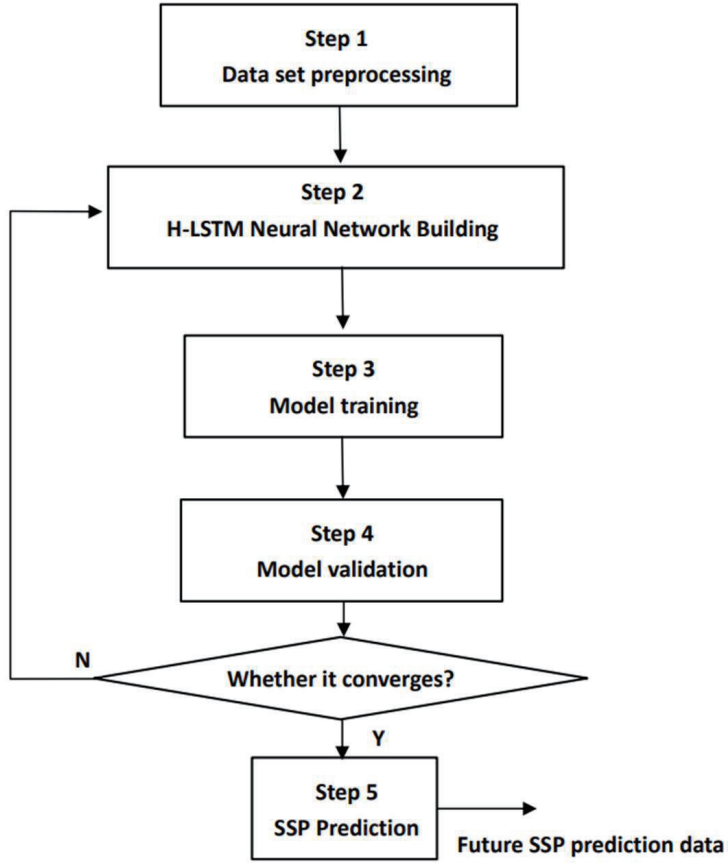 Step 1
Data set preprocessing
Step 2
H-LSTM Neural Network Building
Step 3
Model training
Step 4
Model validation
N
Whether it converges?
Y
Step 5
SSP Prediction
Future SSP prediction data